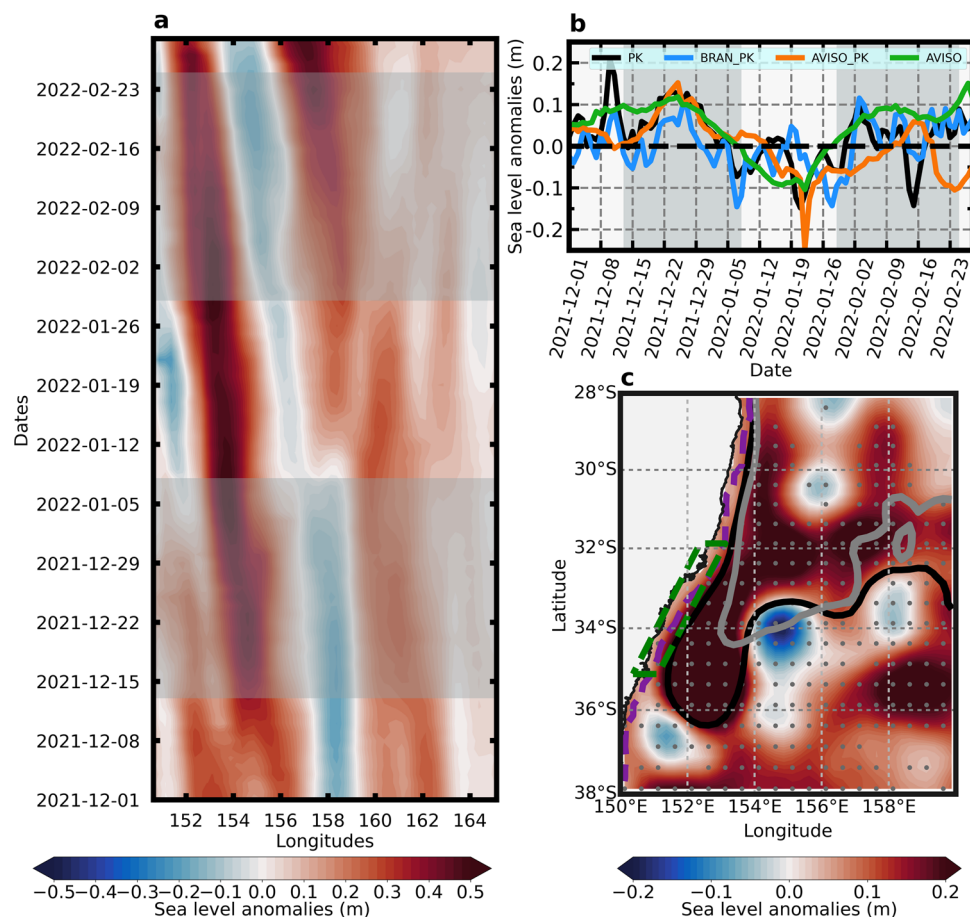 a
2022-02-23
2022-02-16
2022-02-09
2022-02-02
2022-01-26
2022-01-19
2022-01-12
2022-01-05
2021-12-29
2021-12-22
2021-12-15
2021-12-08
2021-12-01
Dates
152 154 156 158 160 162 164
Longitudes
−0.5 −0.4 −0.3 −0.2 −0.1 0.0 0.1 0.2 0.3 0.4 0.5
Sea level anomalies (m)
b
PK BRAN_PK AVISO_PK AVISO
0.2
0.1
0.0
-0.1
-0.2
Sea level anomalies (m)
2021-12-01
2021-12-08
2021-12-15
2021-12-22
2021-12-29
2022-01-05
2022-01-12
2022-01-19
2022-01-26
2022-02-02
2022-02-09
2022-02-16
2022-02-23
Date
c
28°S
30°S
32°S
34°S
36°S
38°S
Latitude
150°E 152°E 154°E 156°E 158°E
Longitude
−0.2 −0.1 0.0 0.1 0.2
Sea level anomalies (m)